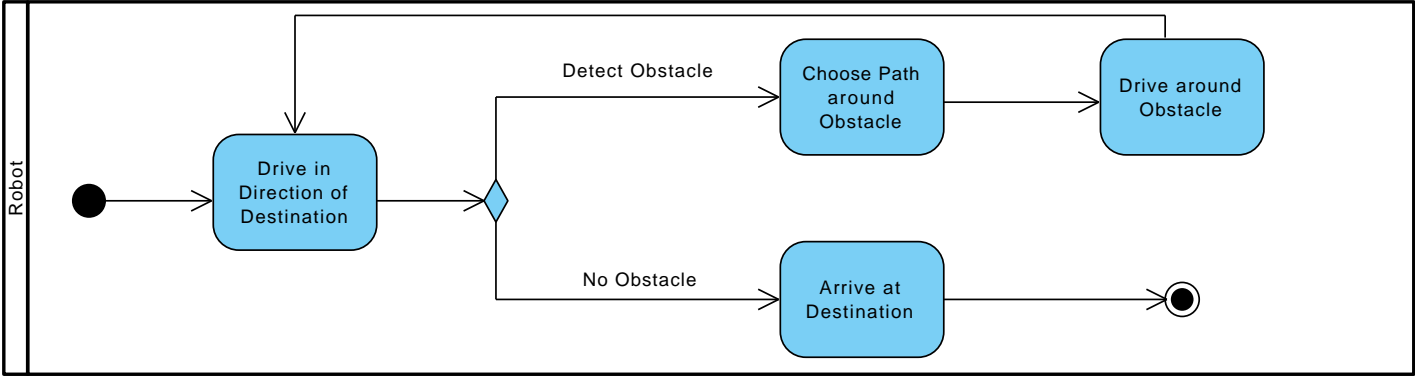 Robot
Drive in
Direction of
Destination
Detect Obstacle
Choose Path
around
Obstacle
Drive around
Obstacle
No Obstacle
Arrive at
Destination